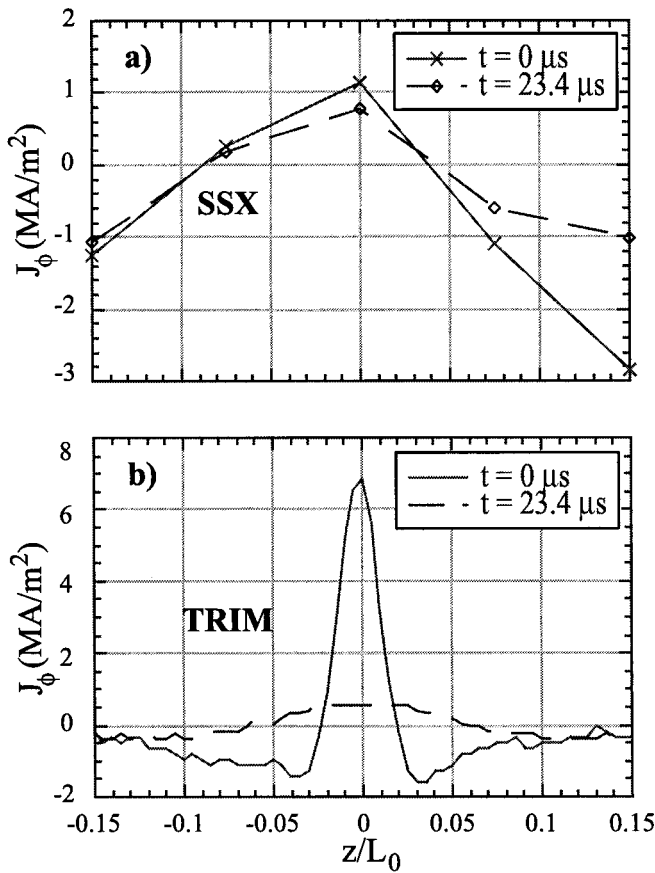 2
a)
t = 0 μs
t = 23.4 μs
1
0
SSX
-1
-2
-3
J_ϕ (MA/m²)
8
b)
t = 0 μs
t = 23.4 μs
6
4
TRIM
2
0
-2
J_ϕ (MA/m²)
-0.15 -0.1 -0.05 0 0.05 0.1 0.15
z/L₀